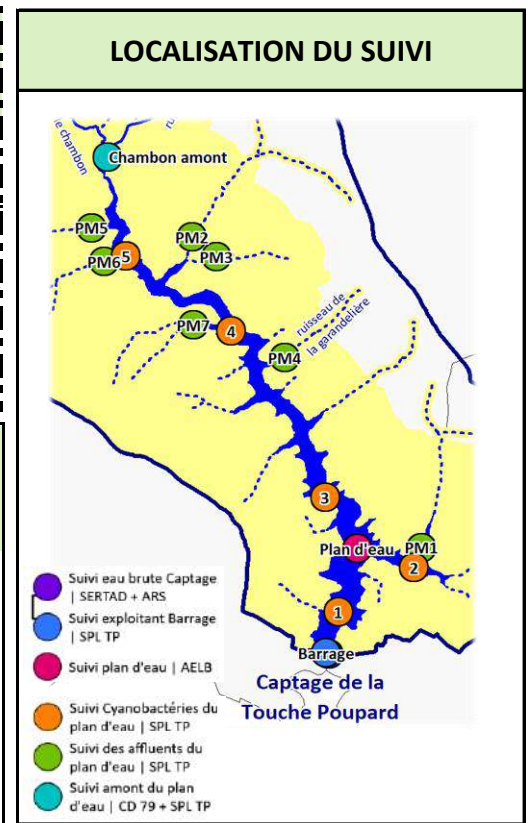 LOCALISATION DU SUIVI
le chambon
ru
Chambon amont
PM5
PM2
PM6
5
PM3
PM7
4
ruisseau de
la garandelière
PM4
3
Plan d'eau
PM1
2
1
Barrage
Captage de la
Touche Poupard
Suivi eau brute Captage
| SERTAD + ARS
Suivi exploitant Barrage
| SPL TP
Suivi plan d'eau | AELB
Suivi Cyanobactéries du
plan d'eau | SPL TP
Suivi des affluents du
plan d'eau | SPL TP
Suivi amont du plan
d'eau | CD 79 + SPL TP